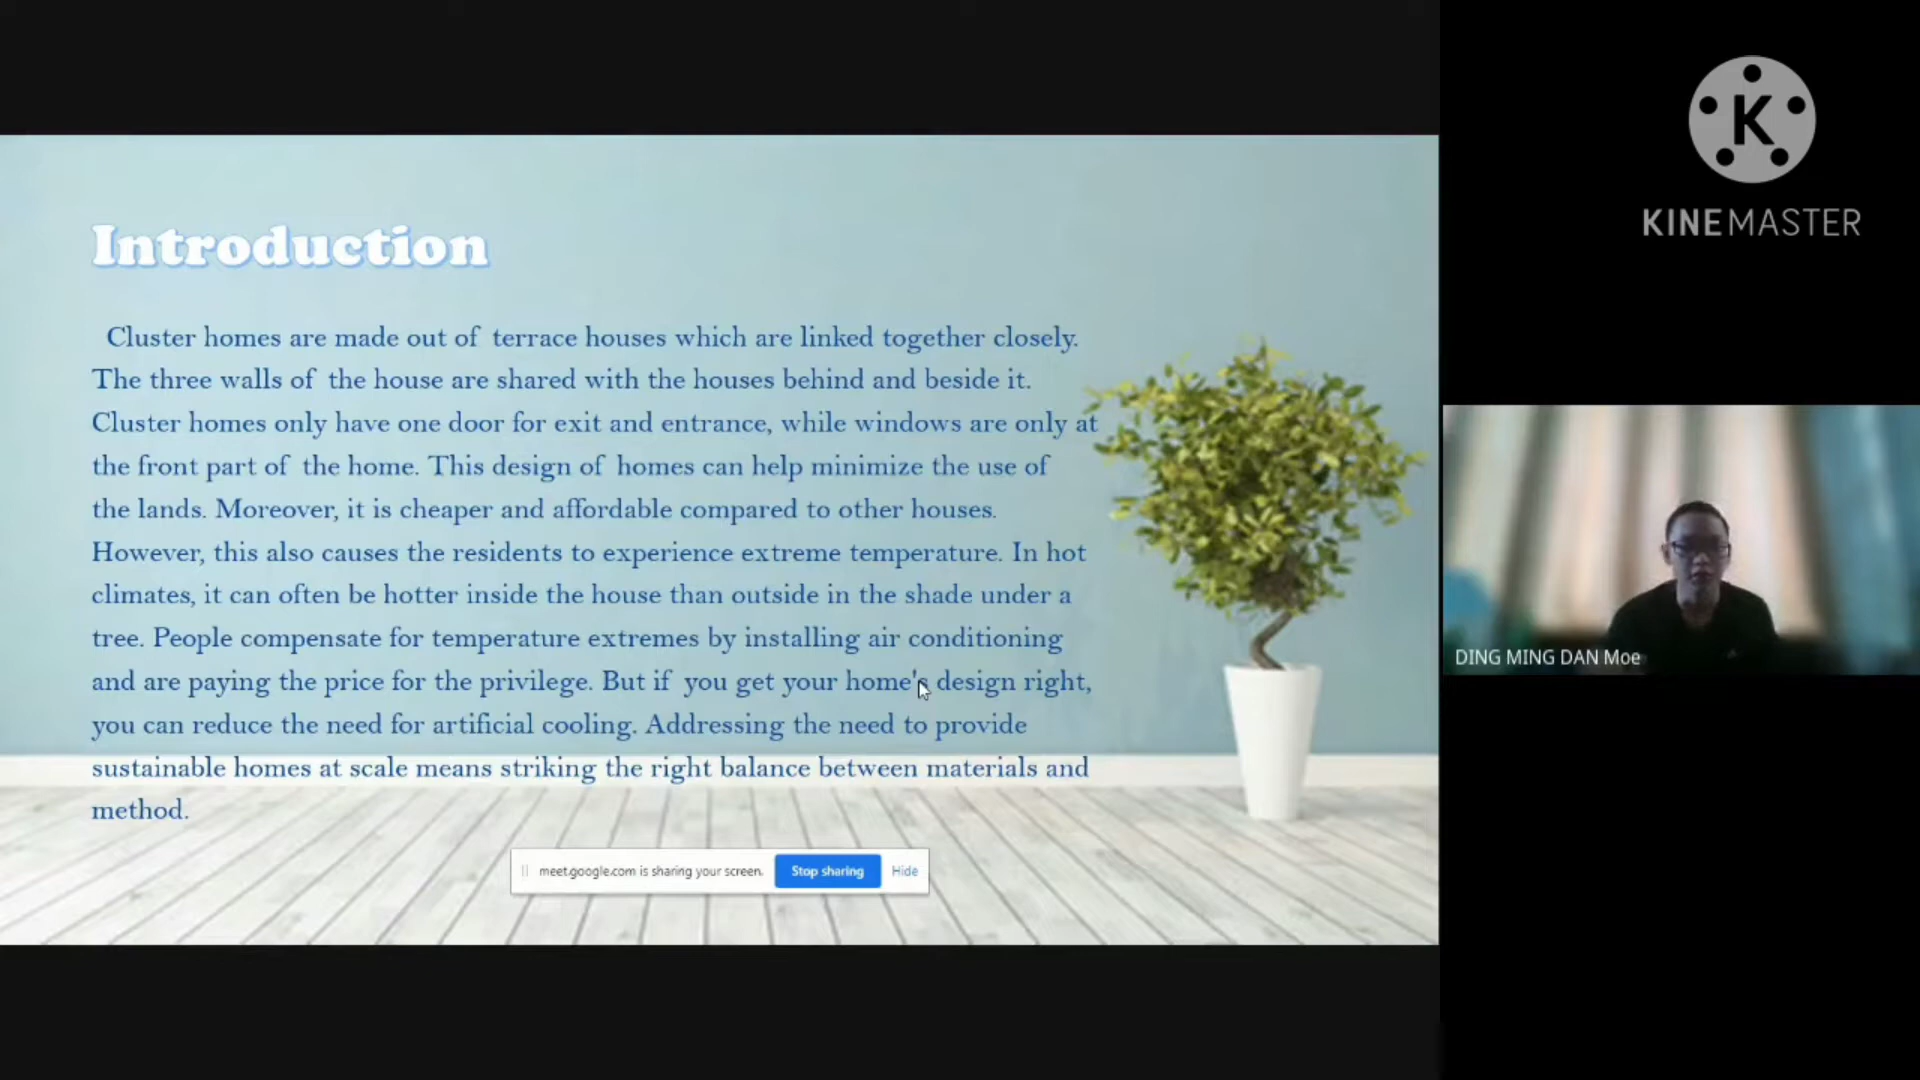 Introduction
Cluster homes are made out of terrace houses which are linked together closely.
The three walls of the house are shared with the houses behind and beside it.
Cluster homes only have one door for exit and entrance, while windows are only at
the front part of the home. This design of homes can help minimize the use of
the lands. Moreover, it is cheaper and affordable compared to other houses.
However, this also causes the residents to experience extreme temperature. In hot
climates, it can often be hotter inside the house than outside in the shade under a
tree. People compensate for temperature extremes by installing air conditioning
and are paying the price for the privilege. But if you get your home's design right,
you can reduce the need for artificial cooling. Addressing the need to provide
sustainable homes at scale means striking the right balance between materials and
method.
meet.google.com is sharing your screen. Stop sharing Hide
K
KINEMASTER
DING MING DAN Moe